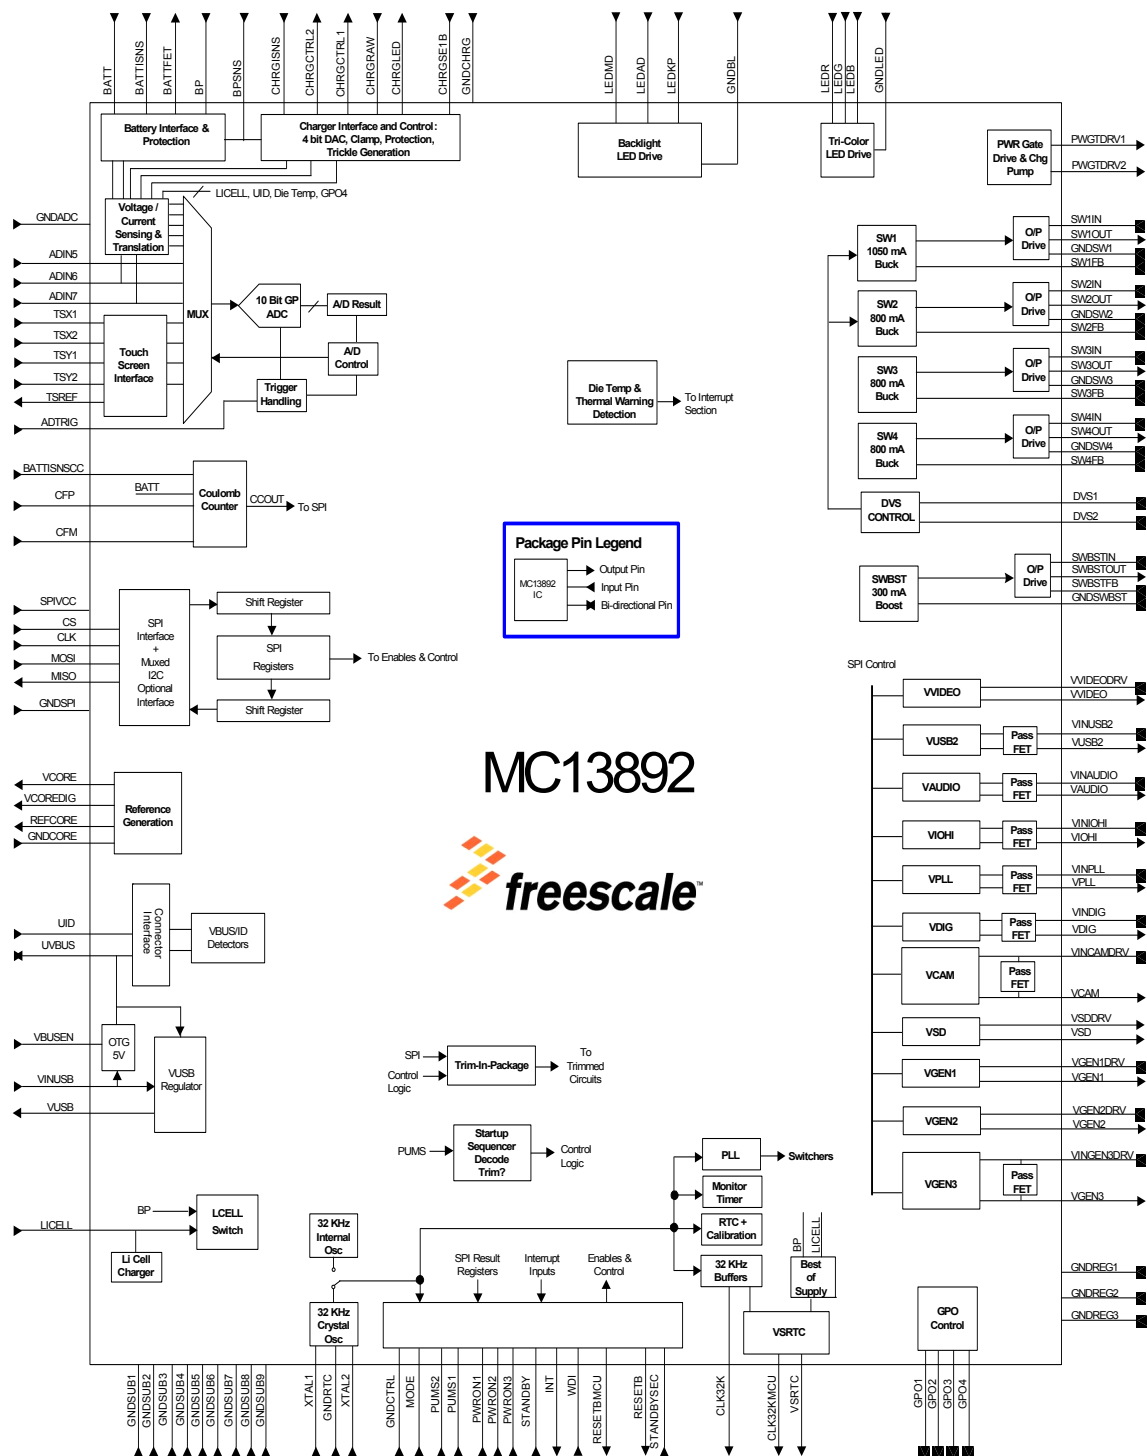 BATT
BATTISNS
BATTFET
BP
BPSNS
CHRGISNS
CHRGCTRL2
CHRGCTRL1
CHRGRAW
CHRGLED
CHRGSE1B
GNDCHRG
LEDMD
LEDAD
LEDKP
GNDBL
LEDR
LEDG
LEDB
GNDLED
Battery Interface &
Protection
Charger Interface and Control:
4 bit DAC, Clamp, Protection,
Trickle Generation
Backlight
LED Drive
Tri-Color
LED Drive
PWR Gate
Drive & Chg
Pump
PWGTDRV1
PWGTDRV2
LICELL, UID, Die Temp, GPO4
Voltage /
Current
Sensing &
Translation
GNDADC
ADIN5
ADIN6
ADIN7
TSX1
TSX2
TSY1
TSY2
TSREF
ADTRIG
Touch
Screen
Interface
MUX
10 Bit GP
ADC
A/D Result
A/D
Control
Trigger
Handling
Die Temp &
Thermal Warning
Detection
To Interrupt
Section
SW1
1050 mA
Buck
O/P
Drive
SW1IN
SW1OUT
GNDSW1
SW1FB
SW2
800 mA
Buck
O/P
Drive
SW2IN
SW2OUT
GNDSW2
SW2FB
SW3
800 mA
Buck
O/P
Drive
SW3IN
SW3OUT
GNDSW3
SW3FB
SW4
800 mA
Buck
O/P
Drive
SW4IN
SW4OUT
GNDSW4
SW4FB
DVS
CONTROL
DVS1
DVS2
SWBST
300 mA
Boost
O/P
Drive
SWBSTIN
SWBSTOUT
SWBSTFB
GNDSWBST
BATTISNSCC
CFP
CFM
BATT
Coulomb
Counter
CCOUT
To SPI
Package Pin Legend
MC13892
IC
Output Pin
Input Pin
Bi-directional Pin
SPIVCC
CS
CLK
MOSI
MISO
GNDSPI
SPI
Interface
+
Muxed
I2C
Optional
Interface
Shift Register
SPI
Registers
Shift Register
To Enables & Control
SPI Control
VVIDEO
VVIDEODRV
VVIDEO
VUSB2
Pass
FET
VINUSB2
VUSB2
VAUDIO
Pass
FET
VINAUDIO
VAUDIO
VIOHI
Pass
FET
VINIOHI
VIOHI
VPLL
Pass
FET
VINPLL
VPLL
VDIG
Pass
FET
VINDIG
VDIG
VCAM
Pass
FET
VINCAMDRV
VCAM
VSD
VSDDRV
VSD
VGEN1
VGEN1DRV
VGEN1
VGEN2
VGEN2DRV
VGEN2
VGEN3
Pass
FET
VINGEN3DRV
VGEN3
MC13892
freescale™
VCORE
VCOREDIG
REFCORE
GNDCORE
Reference
Generation
UID
UVBUS
Connector
Interface
VBUS/ID
Detectors
VBUSEN
VINUSB
VUSB
OTG
5V
VUSB
Regulator
SPI
Control
Logic
Trim-In-Package
To
Trimmed
Circuits
PUMS
Startup
Sequencer
Decode
Trim?
Control
Logic
PLL
Switchers
Monitor
Timer
RTC +
Calibration
32 KHz
Buffers
BP
LICELL
Best
of
Supply
VSRTC
BP
LICELL
LCELL
Switch
Li Cell
Charger
32 KHz
Internal
Osc
32 KHz
Crystal
Osc
SPI Result
Registers
Interrupt
Inputs
Enables &
Control
GPO
Control
GNDREG1
GNDREG2
GNDREG3
GNDSUB1
GNDSUB2
GNDSUB3
GNDSUB4
GNDSUB5
GNDSUB6
GNDSUB7
GNDSUB8
GNDSUB9
XTAL1
GNDRTC
XTAL2
GNDCTRL
MODE
PUMS2
PUMS1
PWRON1
PWRON2
PWRON3
STANDBY
INT
WDI
RESETBMCU
RESETB
STANDBYSEC
CLK32K
CLK32KMCU
VSRTC
GPO1
GPO2
GPO3
GPO4